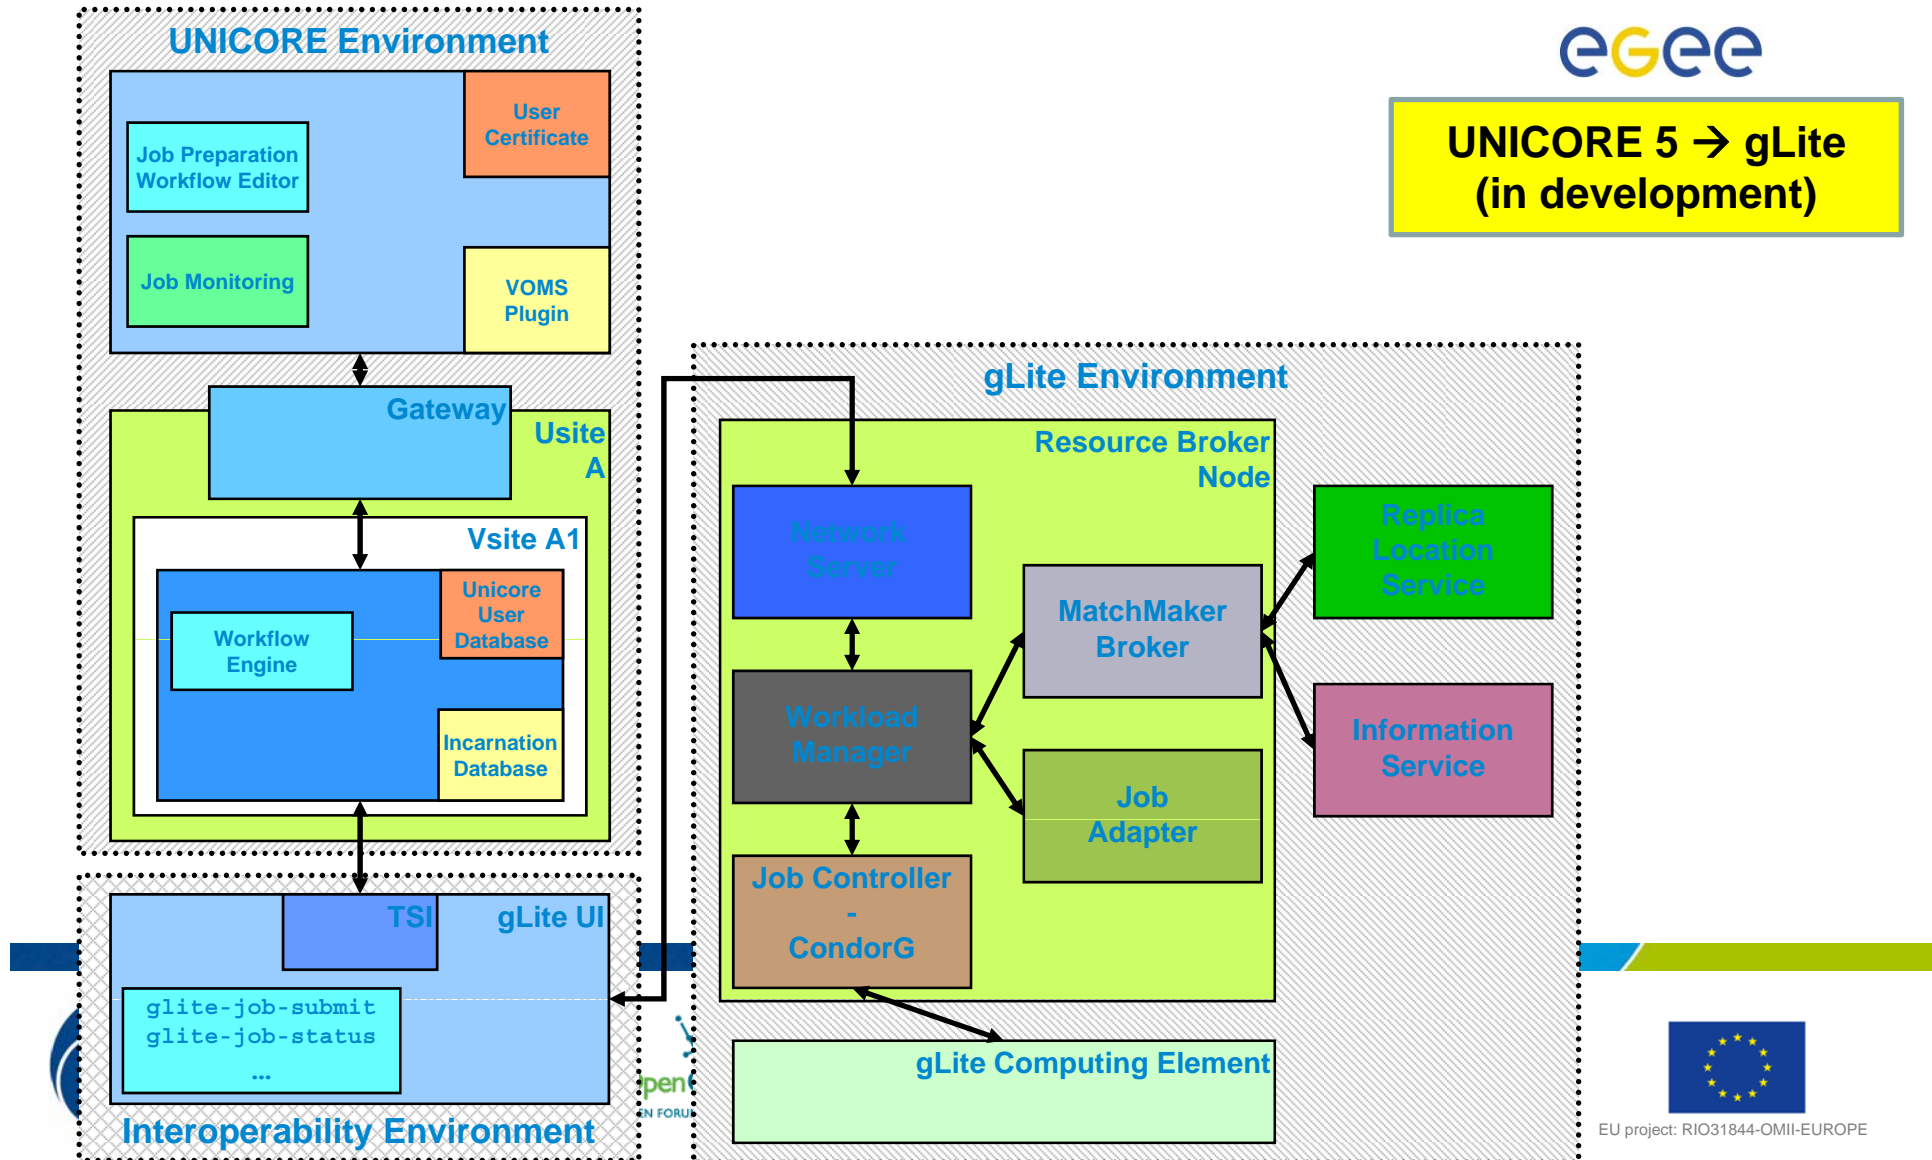 UNICORE Environment
User
Certificate
Job Preparation
Workflow Editor
Job Monitoring
VOMS
Plugin
Gateway
Usite
A
Vsite A1
Unicore
User
Database
Workflow
Engine
Incarnation
Database
TSI
gLite UI
glite-job-submit
glite-job-status
...
Interoperability Environment
egee
UNICORE 5 → gLite
(in development)
gLite Environment
Resource Broker
Node
Network
Server
Replica
Location
Service
MatchMaker
Broker
Workload
Manager
Information
Service
Job
Adapter
Job Controller
-
CondorG
gLite Computing Element
EU project: RIO31844-OMII-EUROPE